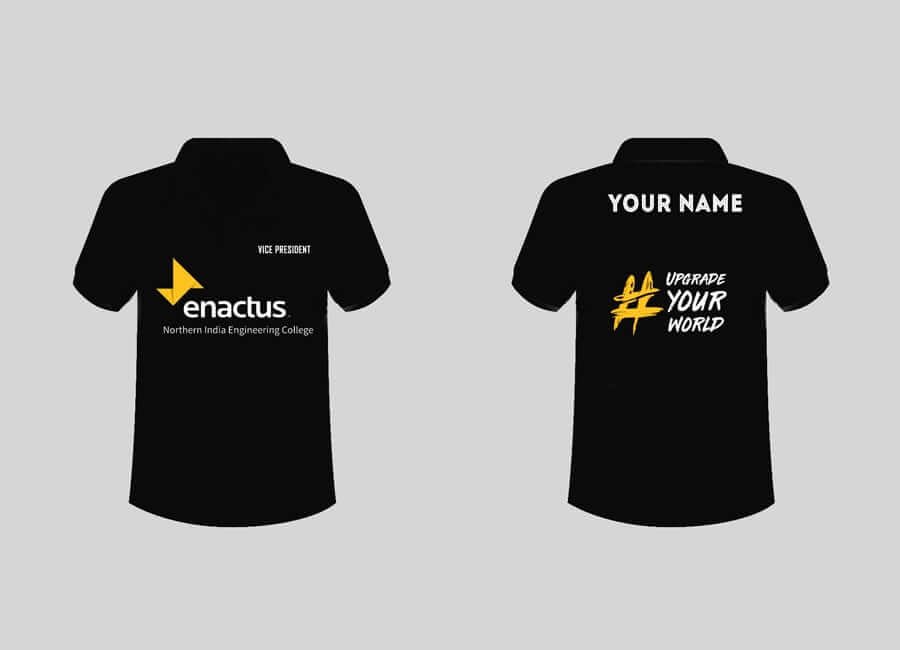 VICE PRESIDENT
enactus.
Northern India Engineering College
YOUR NAME
# UPGRADE
YOUR
WORLD